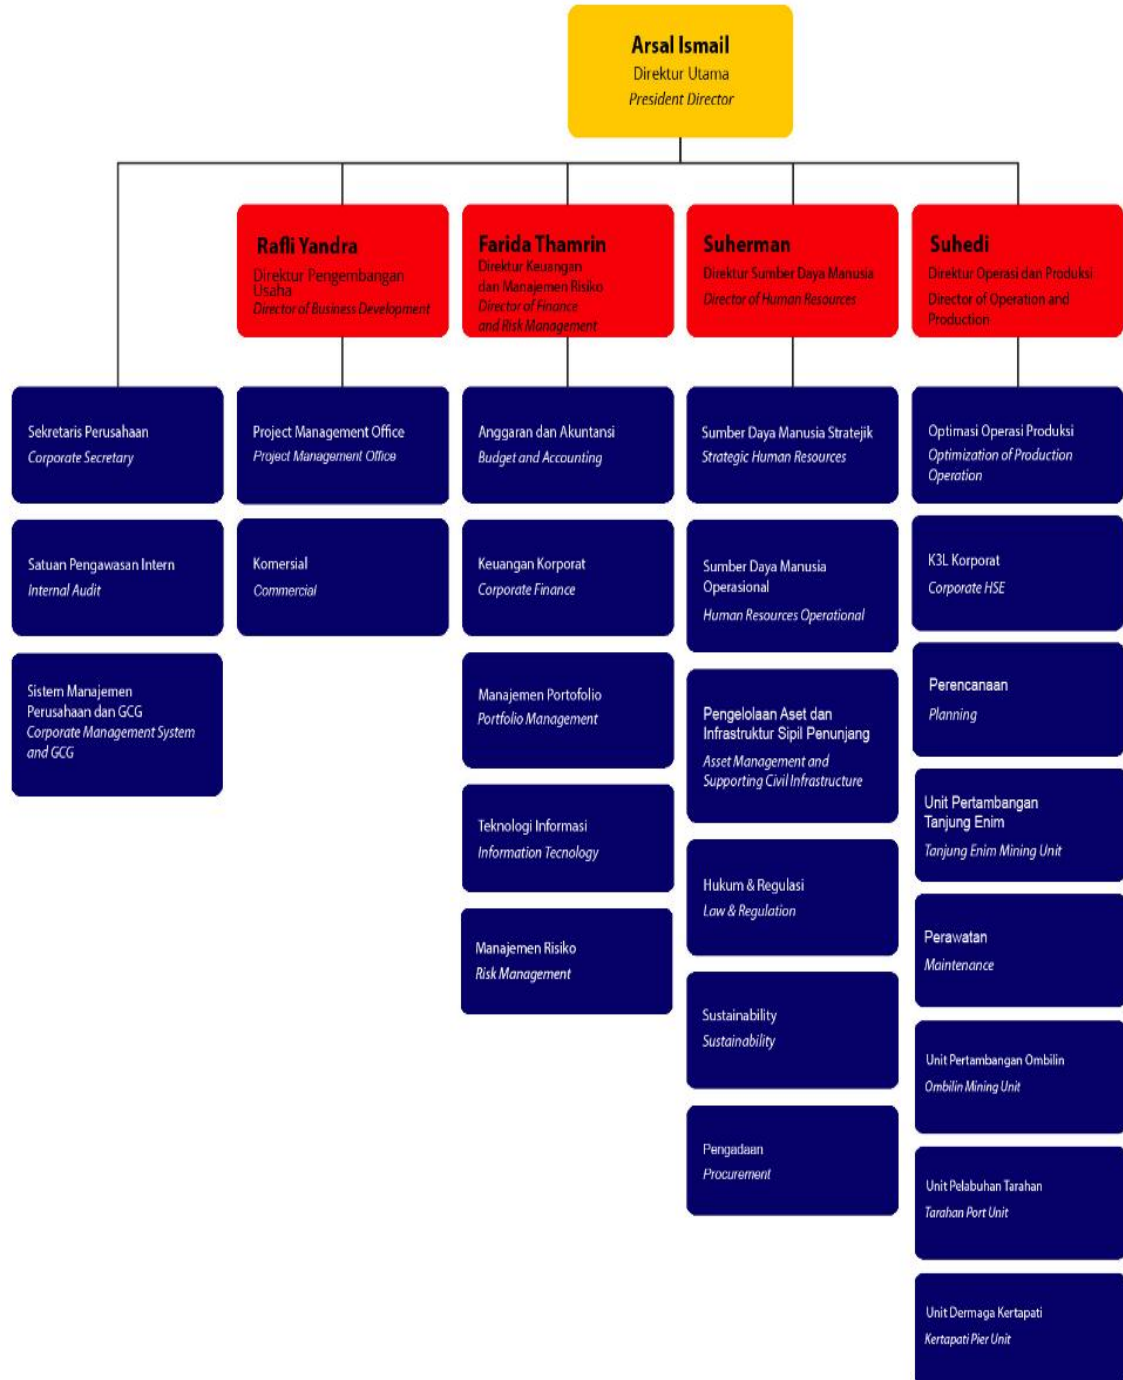 Arsal Ismail
Direktur Utama
President Director
Rafli Yandra
Direktur Pengembangan
Usaha
Director of Business Development
Farida Thamrin
Direktur Keuangan
dan Manajemen Risiko
Director of Finance
and Risk Management
Suherman
Direktur Sumber Daya Manusia
Director of Human Resources
Suhedi
Direktur Operasi dan Produksi
Director of Operation and
Production
Sekretaris Perusahaan
Corporate Secretary
Satuan Pengawasan Intern
Internal Audit
Sistem Manajemen
Perusahaan dan GCG
Corporate Management System
and GCG
Project Management Office
Project Management Office
Komersial
Commercial
Anggaran dan Akuntansi
Budget and Accounting
Keuangan Korporat
Corporate Finance
Manajemen Portofolio
Portfolio Management
Teknologi Informasi
Information Tecnology
Manajemen Risiko
Risk Management
Sumber Daya Manusia Stratejik
Strategic Human Resources
Sumber Daya Manusia
Operasional
Human Resources Operational
Pengelolaan Aset dan
Infrastruktur Sipil Penunjang
Asset Management and
Supporting Civil Infrastructure
Hukum & Regulasi
Law & Regulation
Sustainability
Sustainability
Pengadaan
Procurement
Optimasi Operasi Produksi
Optimization of Production
Operation
K3L Korporat
Corporate HSE
Perencanaan
Planning
Unit Pertambangan
Tanjung Enim
Tanjung Enim Mining Unit
Perawatan
Maintenance
Unit Pertambangan Ombilin
Ombilin Mining Unit
Unit Pelabuhan Tarahan
Tarahan Port Unit
Unit Dermaga Kertapati
Kertapati Pier Unit